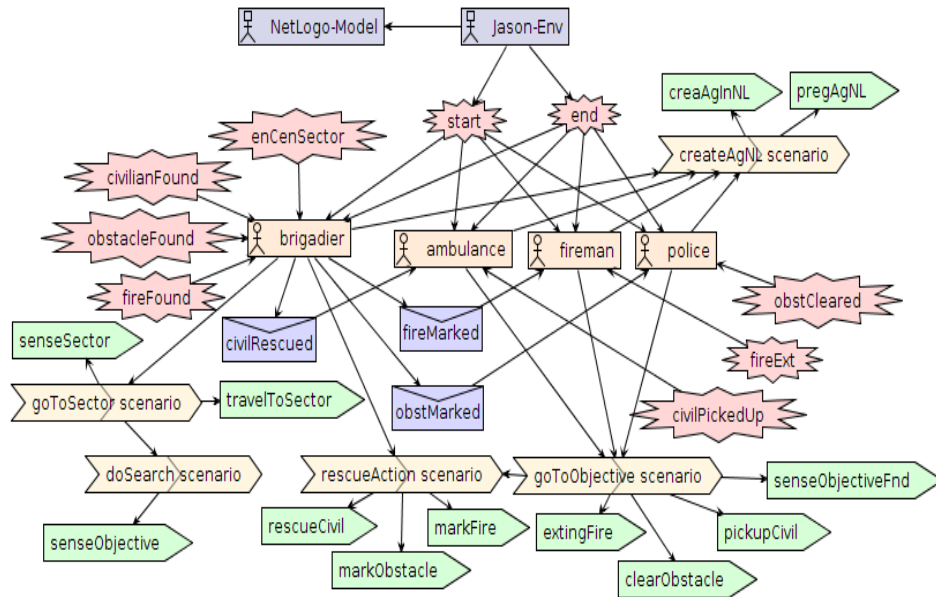 NetLogo-Model
Jason-Env
creaAgInNL
pregAgNL
start
end
enCenSector
createAgNL scenario
civilianFound
obstacleFound
brigadier
ambulance
fireman
police
fireFound
obstCleared
senseSector
civilRescued
fireMarked
fireExt
goToSector scenario
travelToSector
obstMarked
civilPickedUp
doSearch scenario
rescueAction scenario
goToObjective scenario
senseObjectiveFnd
senseObjective
rescueCivil
markFire
extingFire
pickupCivil
markObstacle
clearObstacle